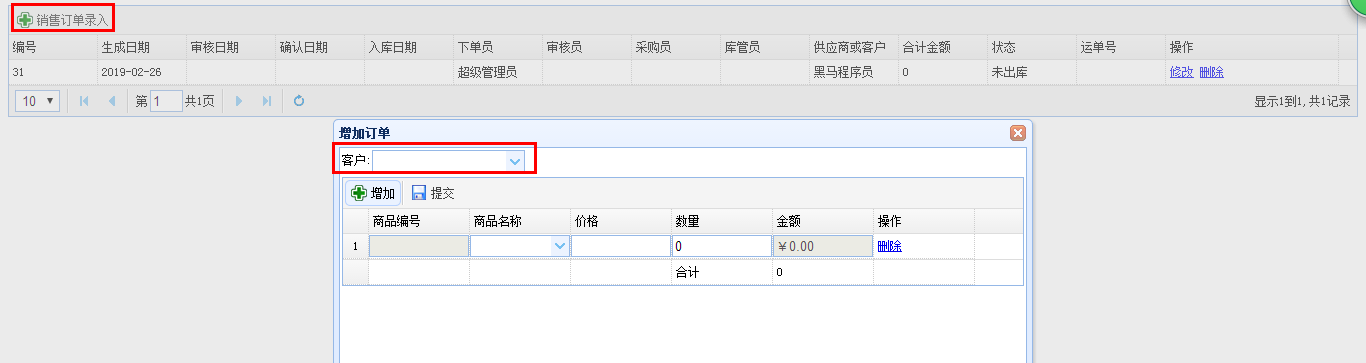 销售订单录入
编号 生成日期 审核日期 确认日期 入库日期 下单员 审核员 采购员 库管员 供应商或客户 合计金额 状态 运单号 操作
31 2019-02-26 超级管理员 黑马程序员 0 未出库 修改 删除
10 第 1 共1页 显示1到1,共1记录
增加订单
客户:
增加 提交
商品编号 商品名称 价格 数量 金额 操作
1 0 ￥0.00 删除
合计 0